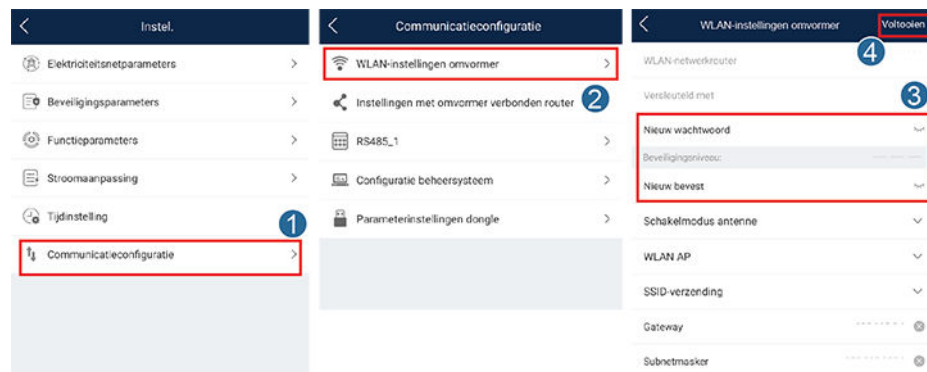 Instel.
Elektriciteitsnetparameters
Beveiligingsparameters
Functieparameters
Stroomaanpassing
Tijdinstelling
1
Communicatieconfiguratie
Communicatieconfiguratie
WLAN-instellingen omvormer
2
Instellingen met omvormer verbonden router
RS485_1
Configuratie beheersysteem
Parameterinstellingen dongle
WLAN-instellingen omvormer
Voltooien
4
WLAN-netwerkrouter
Versleuteld met
3
Nieuw wachtwoord
Beveiligingsniveau:
Nieuw bevest
Schakelmodus antenne
WLAN AP
SSID-verzending
Gateway
Subnetmasker